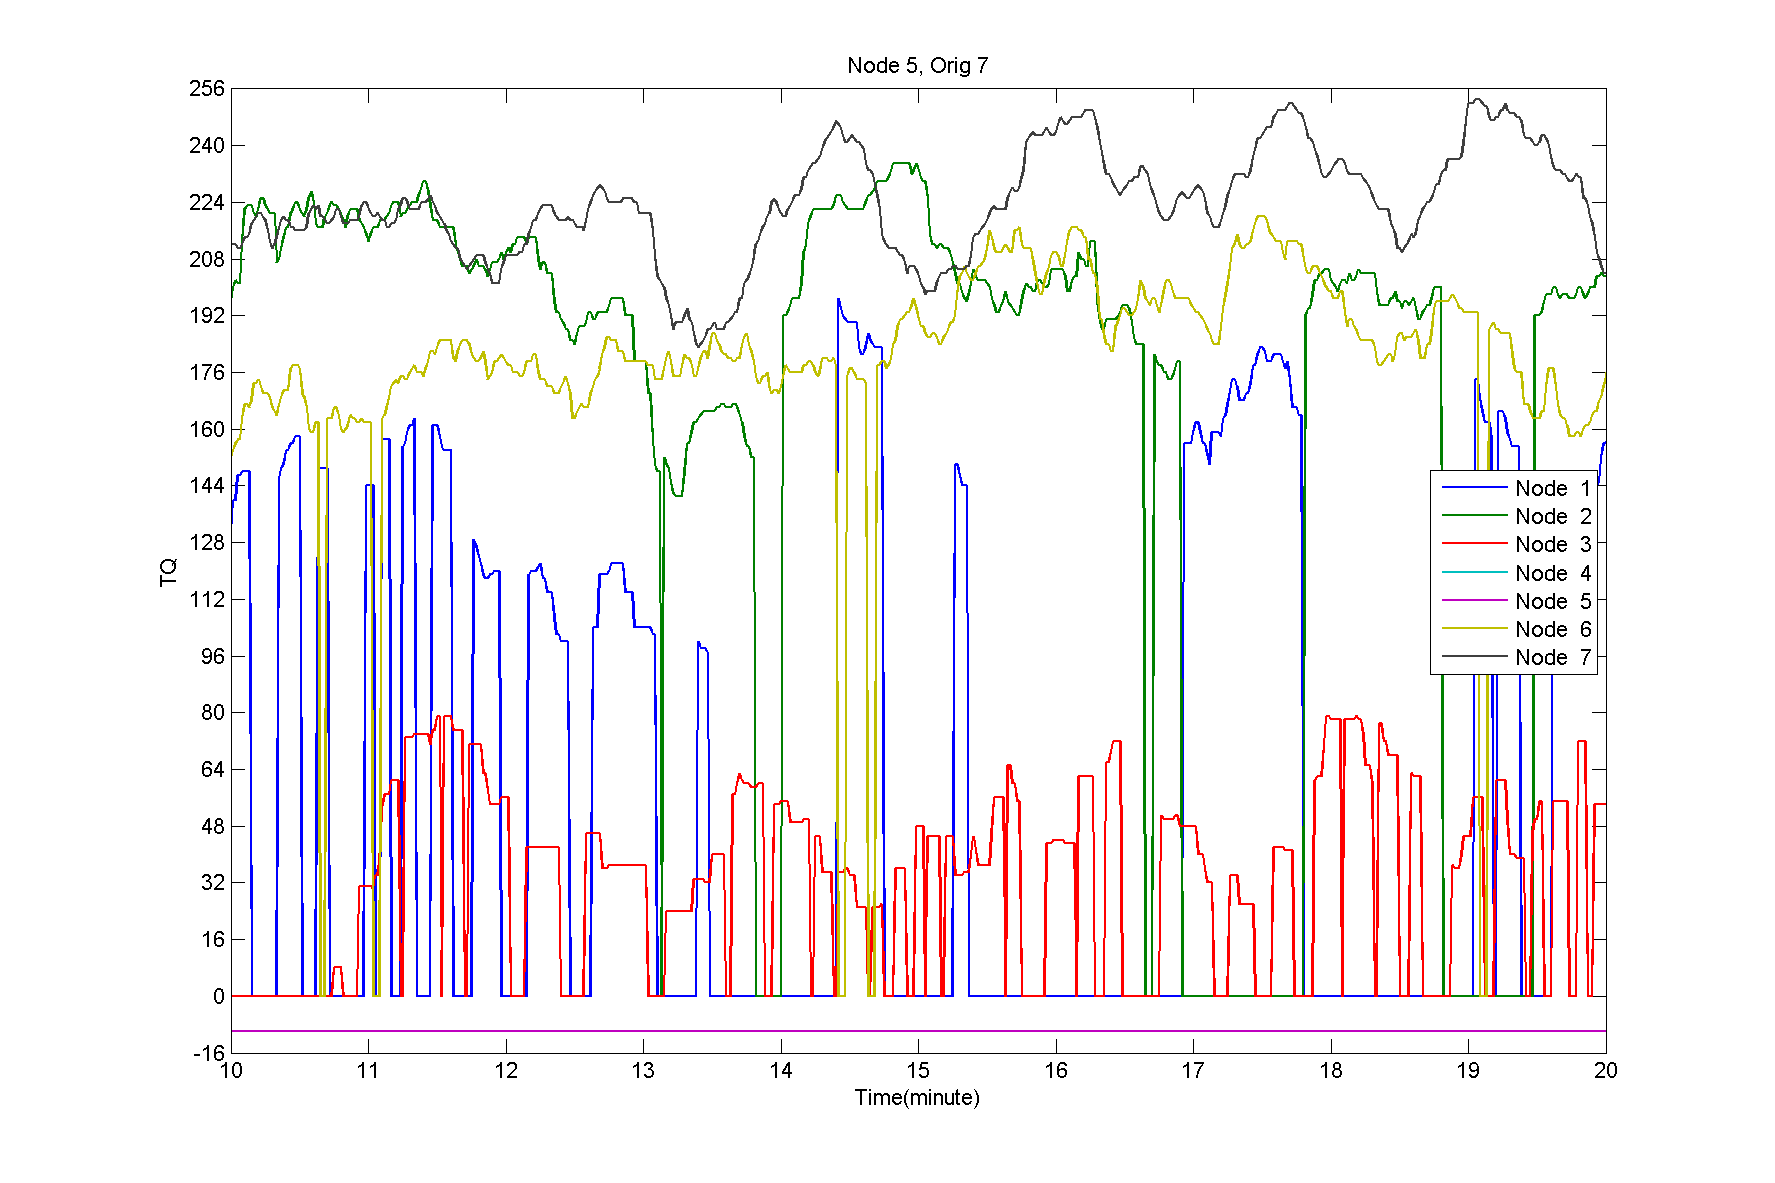 Node 5, Orig 7
256
240
224
208
192
176
160
144
128
112
96
80
64
48
32
16
0
-16
TQ
Node 1
Node 2
Node 3
Node 4
Node 5
Node 6
Node 7
10 11 12 13 14 15 16 17 18 19 20
Time(minute)